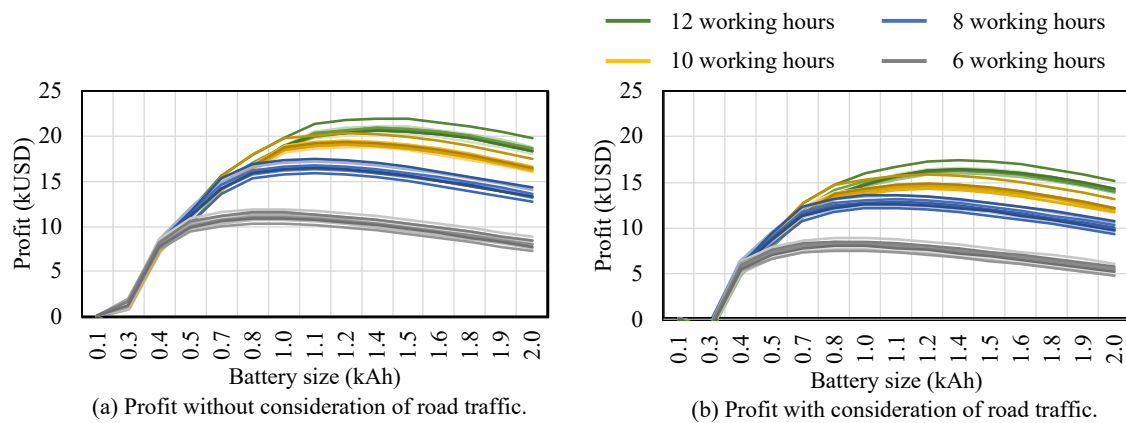 12 working hours
8 working hours
10 working hours
6 working hours
25
20
15
10
5
0
Profit (kUSD)
0.1 0.3 0.4 0.5 0.7 0.8 1.0 1.1 1.2 1.4 1.5 1.6 1.8 1.9 2.0
Battery size (kAh)
(a) Profit without consideration of road traffic.
25
20
15
10
5
0
Profit (kUSD)
0.1 0.3 0.4 0.5 0.7 0.8 1.0 1.1 1.2 1.4 1.5 1.6 1.8 1.9 2.0
Battery size (kAh)
(b) Profit with consideration of road traffic.